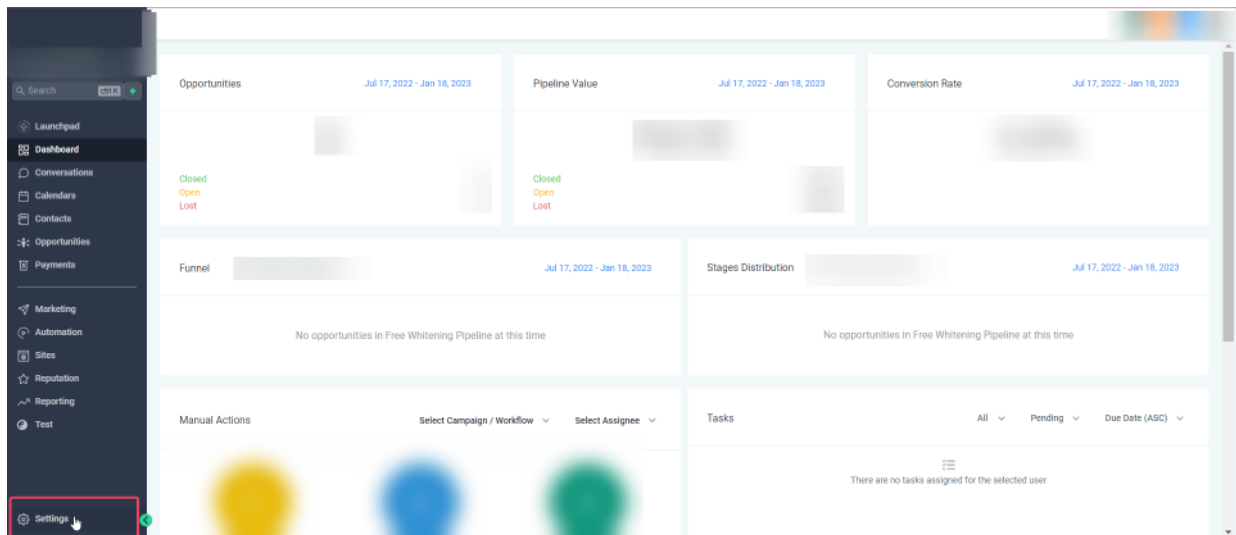 Search ctrl K
Launchpad
Dashboard
Conversations
Calendars
Contacts
Opportunities
Payments
Marketing
Automation
Sites
Reputation
Reporting
Test
Settings
Opportunities Jul 17, 2022 - Jan 18, 2023
Closed
Open
Lost
Pipeline Value Jul 17, 2022 - Jan 18, 2023
Closed
Open
Lost
Conversion Rate Jul 17, 2022 - Jan 18, 2023
Funnel Jul 17, 2022 - Jan 18, 2023
No opportunities in Free Whitening Pipeline at this time
Stages Distribution Jul 17, 2022 - Jan 18, 2023
No opportunities in Free Whitening Pipeline at this time
Manual Actions Select Campaign / Workflow Select Assignee
Tasks All Pending Due Date (ASC)
There are no tasks assigned for the selected user